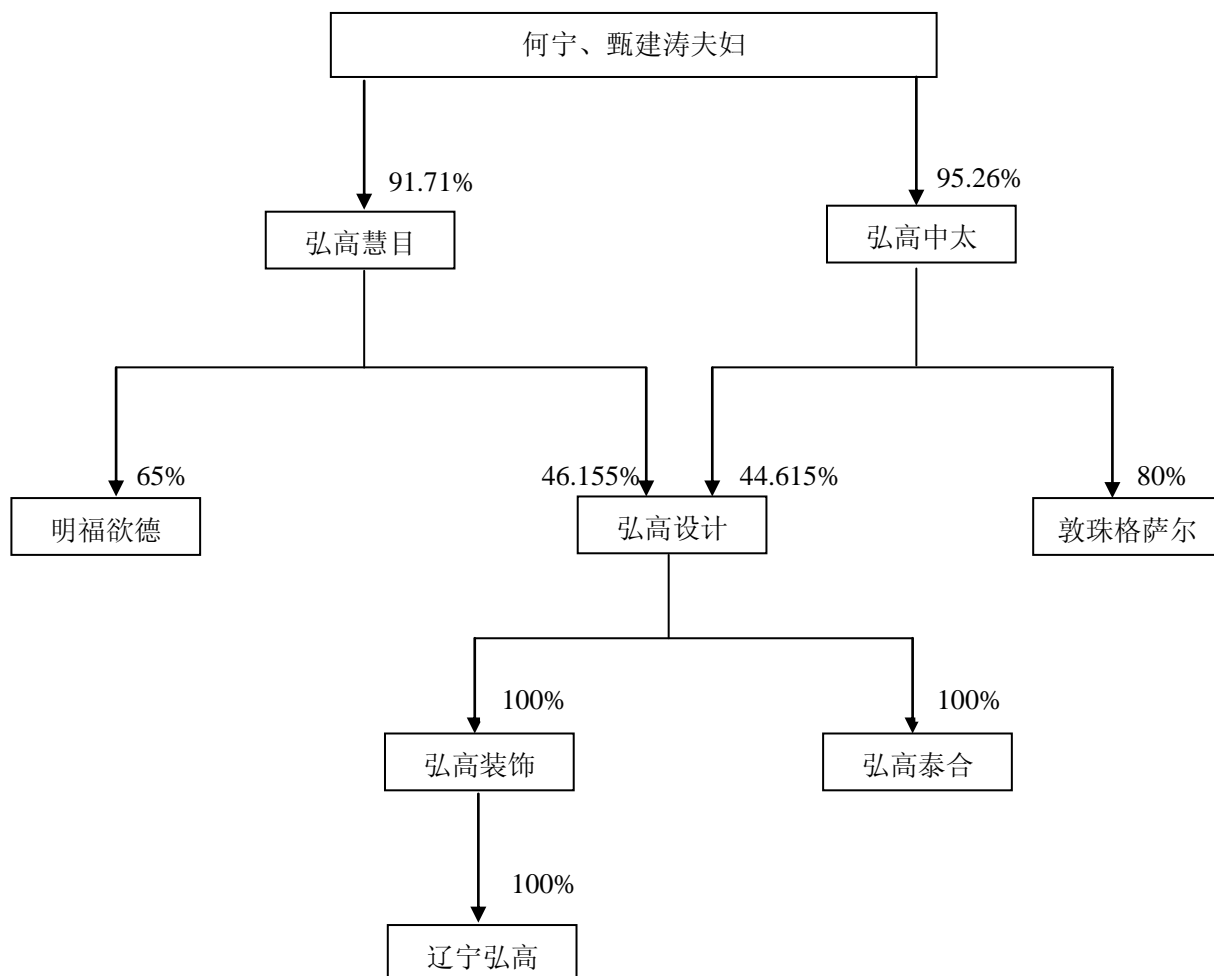 何宁、甄建涛夫妇
91.71%
95.26%
弘高慧目
弘高中太
65%
46.155%
44.615%
80%
明福欲德
弘高设计
敦珠格萨尔
100%
100%
弘高装饰
弘高泰合
100%
辽宁弘高